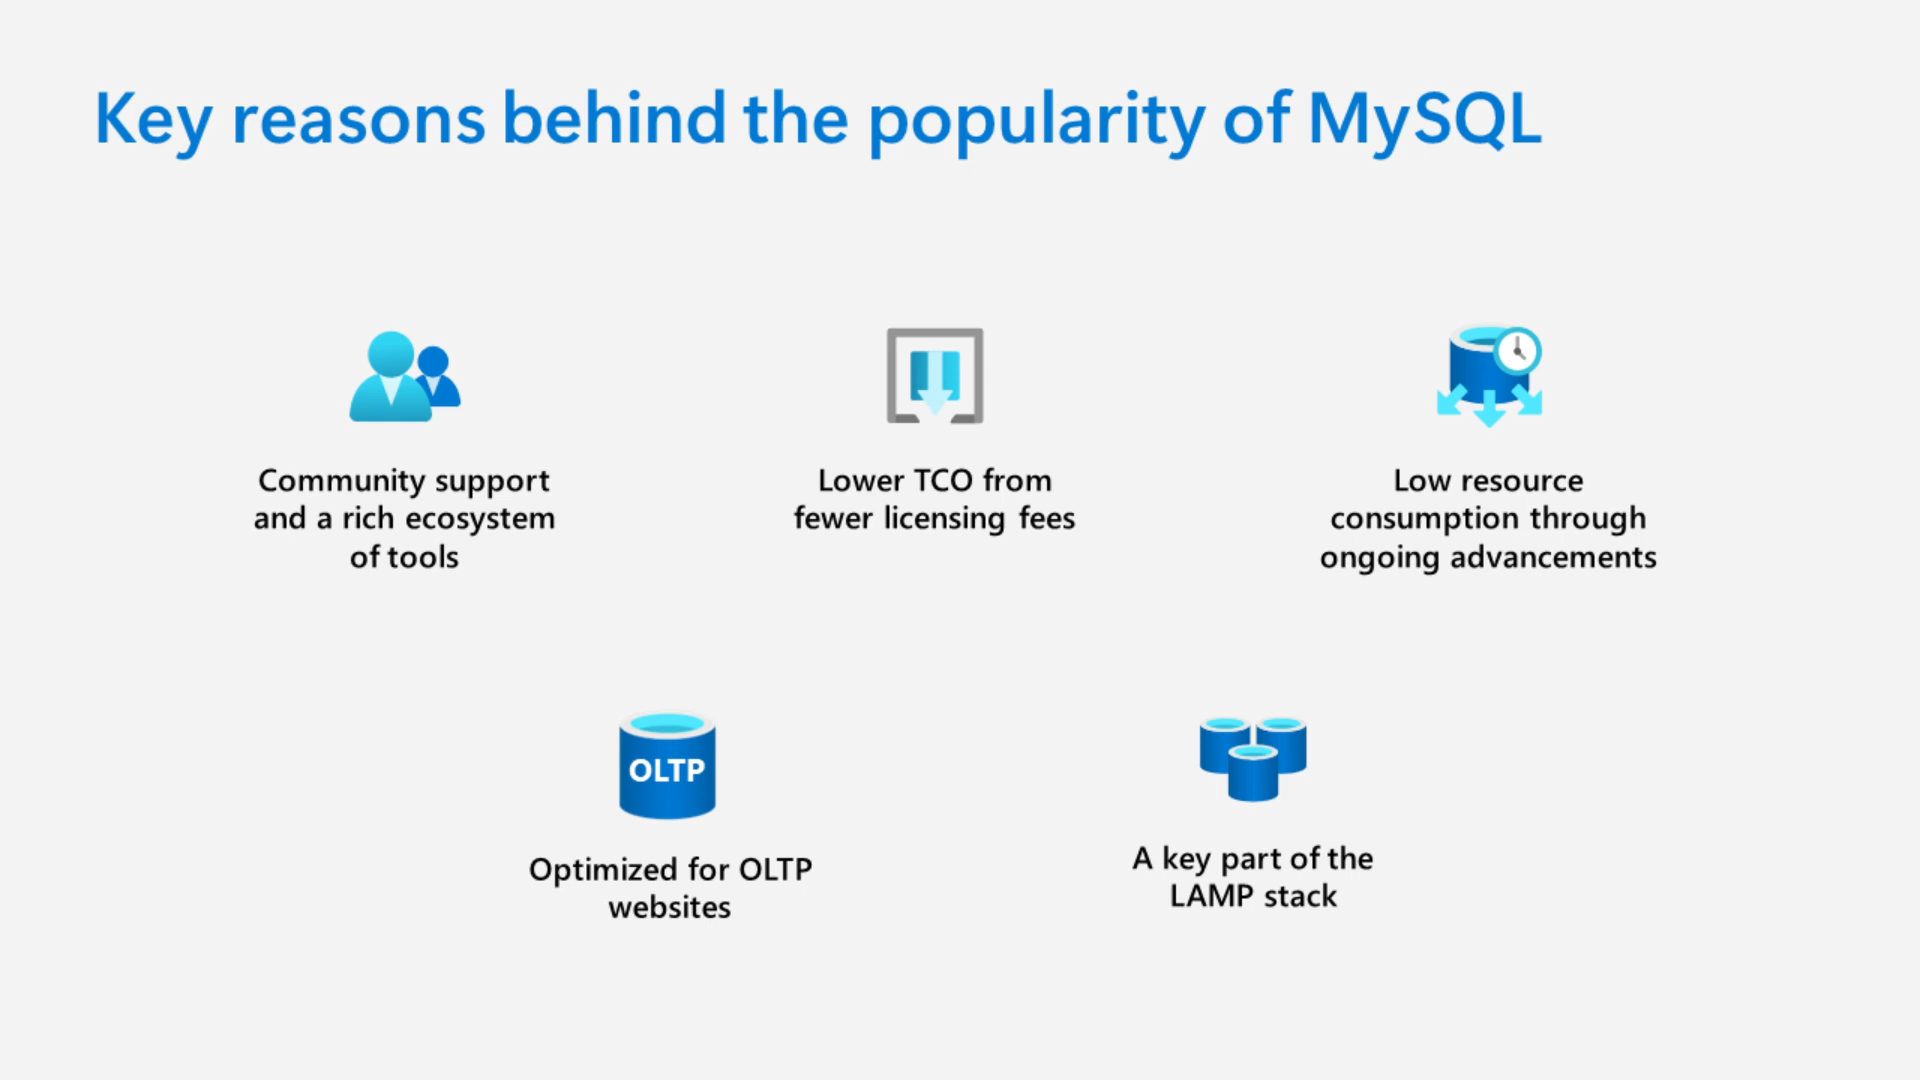 Key reasons behind the popularity of MySQL
Community support
and a rich ecosystem
of tools
Lower TCO from
fewer licensing fees
Low resource
consumption through
ongoing advancements
OLTP
Optimized for OLTP
websites
A key part of the
LAMP stack